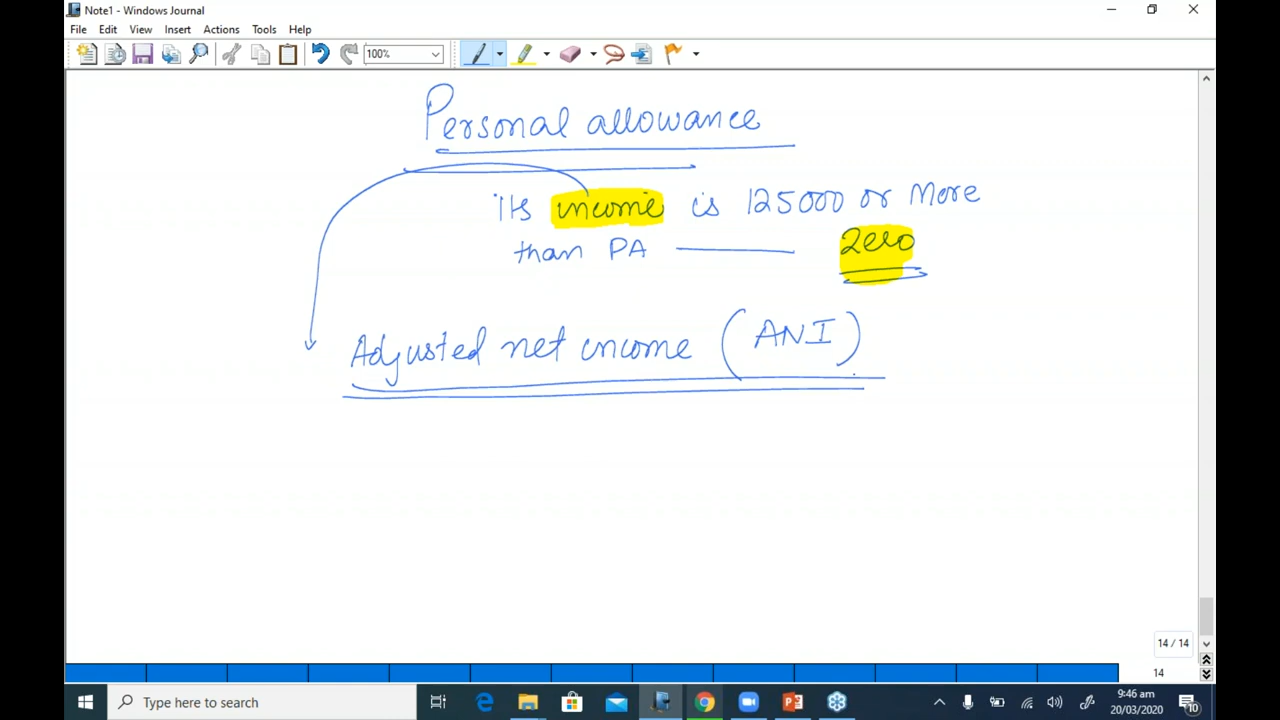 Note1 - Windows Journal
File Edit View Insert Actions Tools Help
100%
Personal allowance
its income is 125000 or More
than PA zero
Adjusted net income (ANI)
14 / 14
14
Type here to search
9:46 am
20/03/2020
10